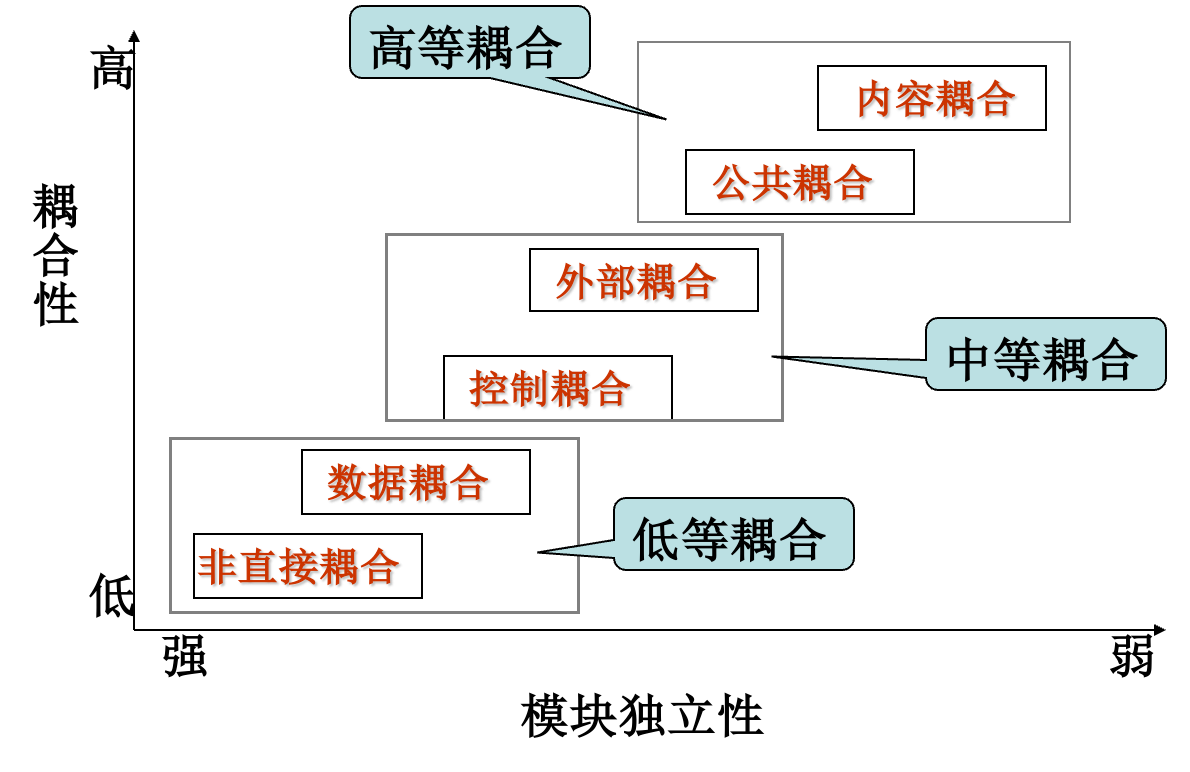 高
高等耦合
内容耦合
公共耦合
耦合性
外部耦合
中等耦合
控制耦合
数据耦合
低等耦合
非直接耦合
低
强
弱
模块独立性